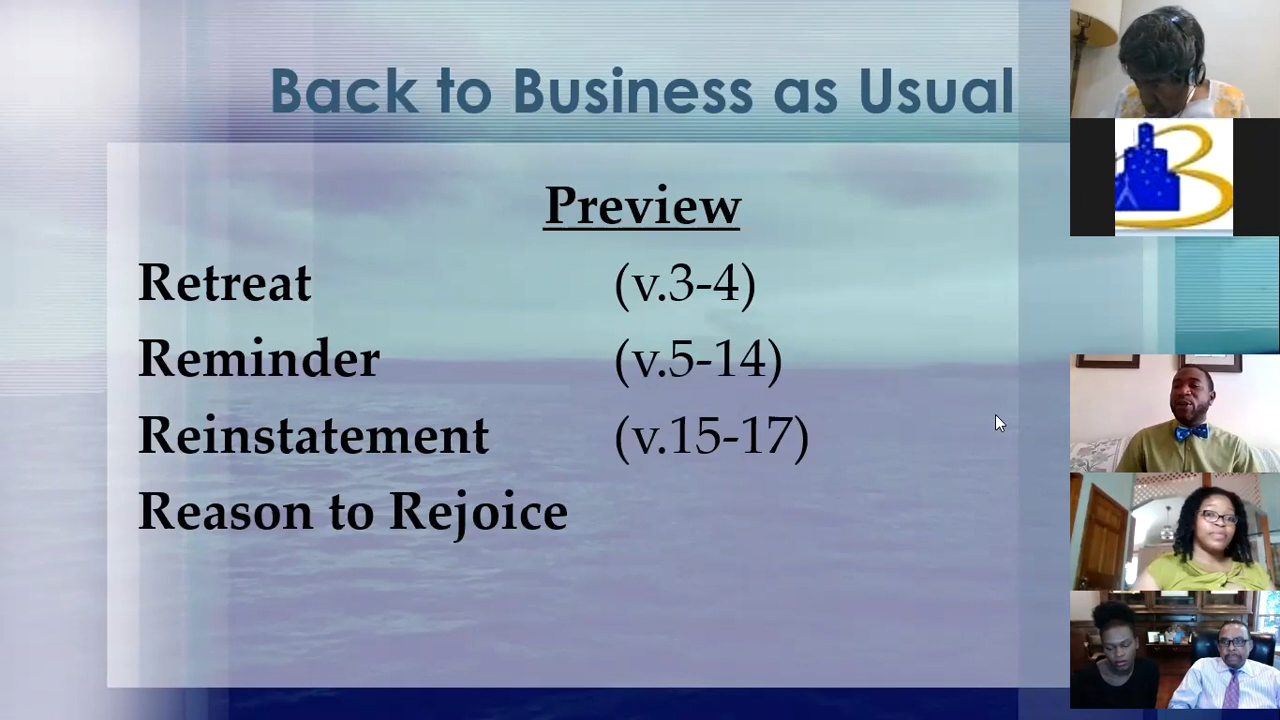 Back to Business as Usual
Preview
Retreat (v.3-4)
Reminder (v.5-14)
Reinstatement (v.15-17)
Reason to Rejoice
B